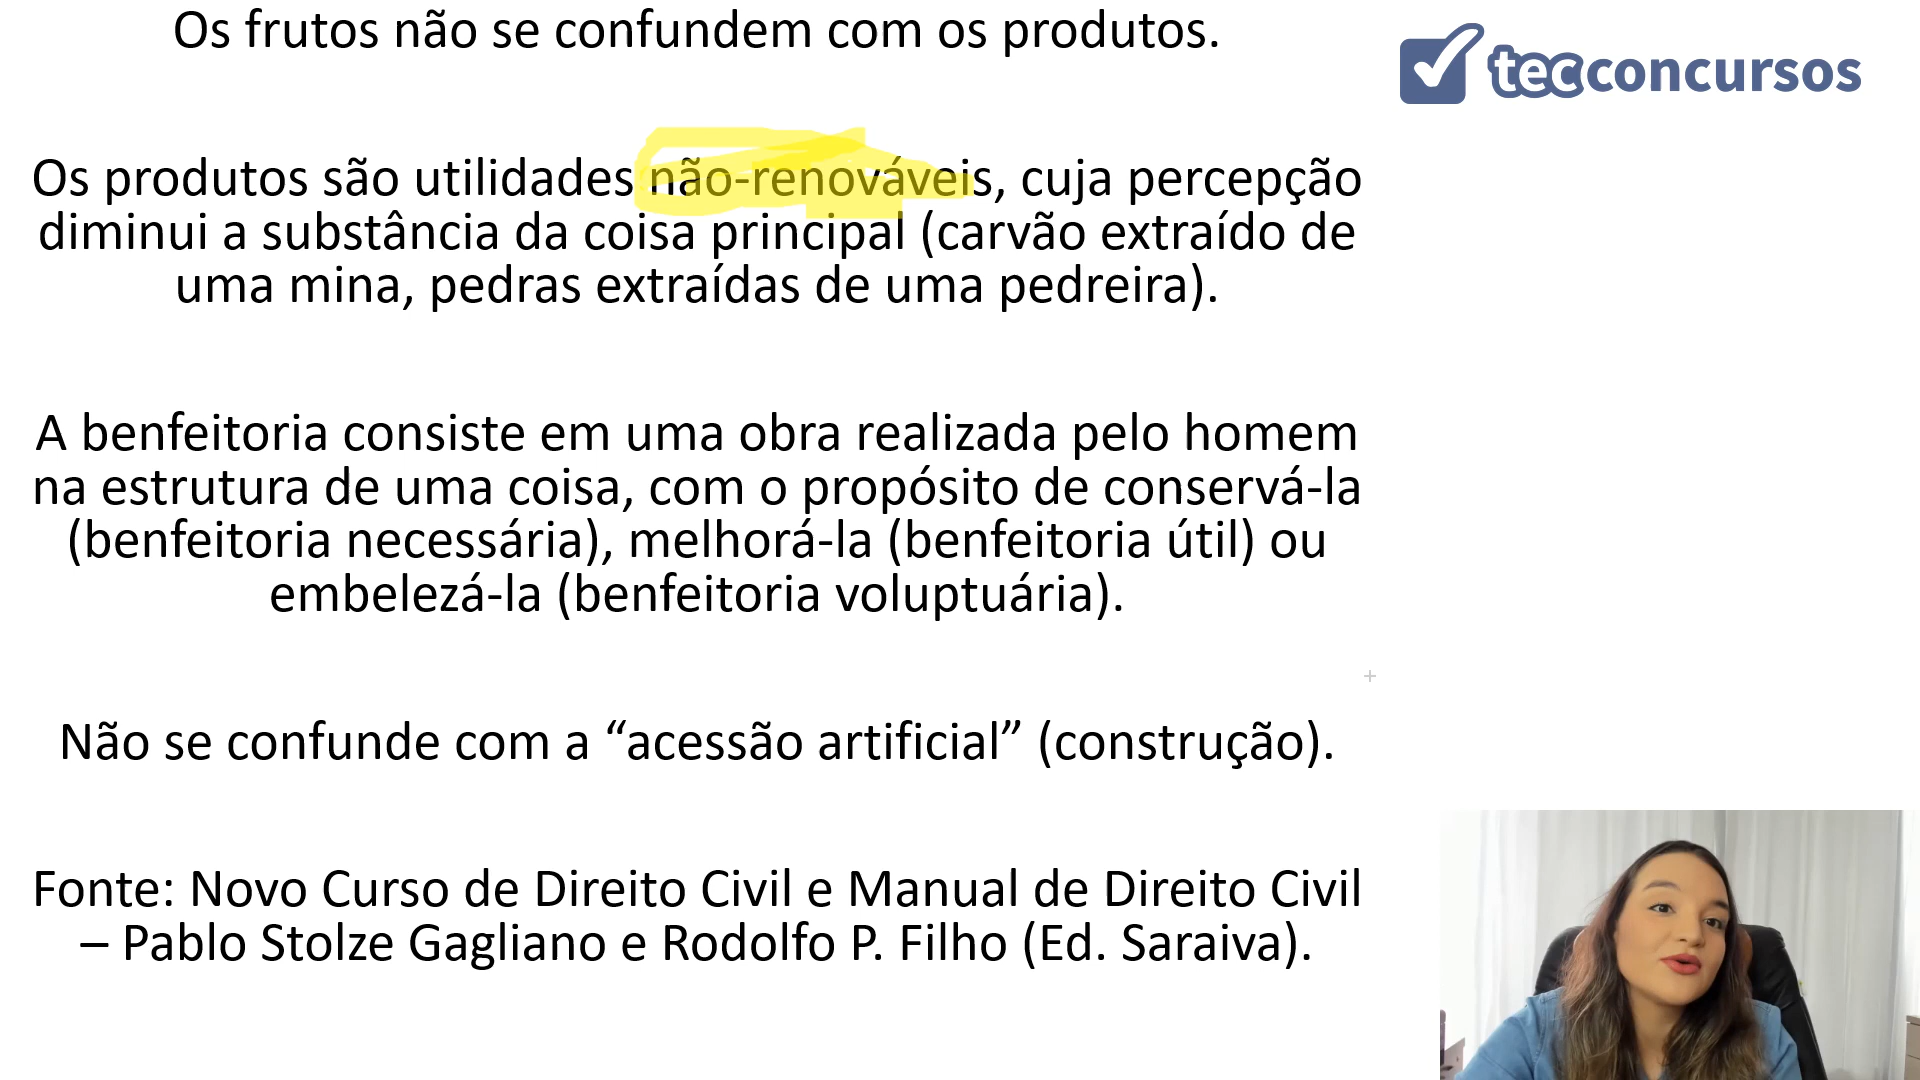 Os frutos não se confundem com os produtos.
tecconcursos
Os produtos são utilidades não-renováveis, cuja percepção
diminui a substância da coisa principal (carvão extraído de
uma mina, pedras extraídas de uma pedreira).
A benfeitoria consiste em uma obra realizada pelo homem
na estrutura de uma coisa, com o propósito de conservá-la
(benfeitoria necessária), melhorá-la (benfeitoria útil) ou
embelezá-la (benfeitoria voluptuária).
Não se confunde com a “acessão artificial” (construção).
Fonte: Novo Curso de Direito Civil e Manual de Direito Civil
– Pablo Stolze Gagliano e Rodolfo P. Filho (Ed. Saraiva).